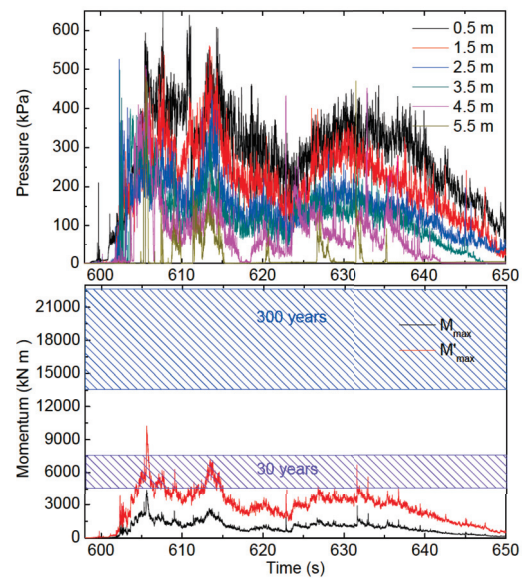 600
500
400
300
200
100
0
Pressure (kPa)
0.5 m
1.5 m
2.5 m
3.5 m
4.5 m
5.5 m
600 610 620 630 640 650
21000
18000
15000
12000
9000
6000
3000
0
Momentum (kN m)
300 years
M max
M' max
30 years
600 610 620 630 640 650
Time (s)